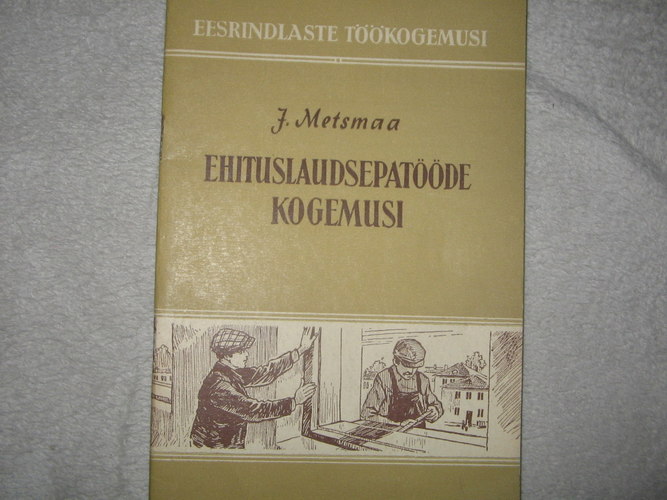 EESRINDLASTE TÖÖKOGEMUSI
J. Metsmaa
EHITUSLAUDSEPATÖÖDE
KOGEMUSI